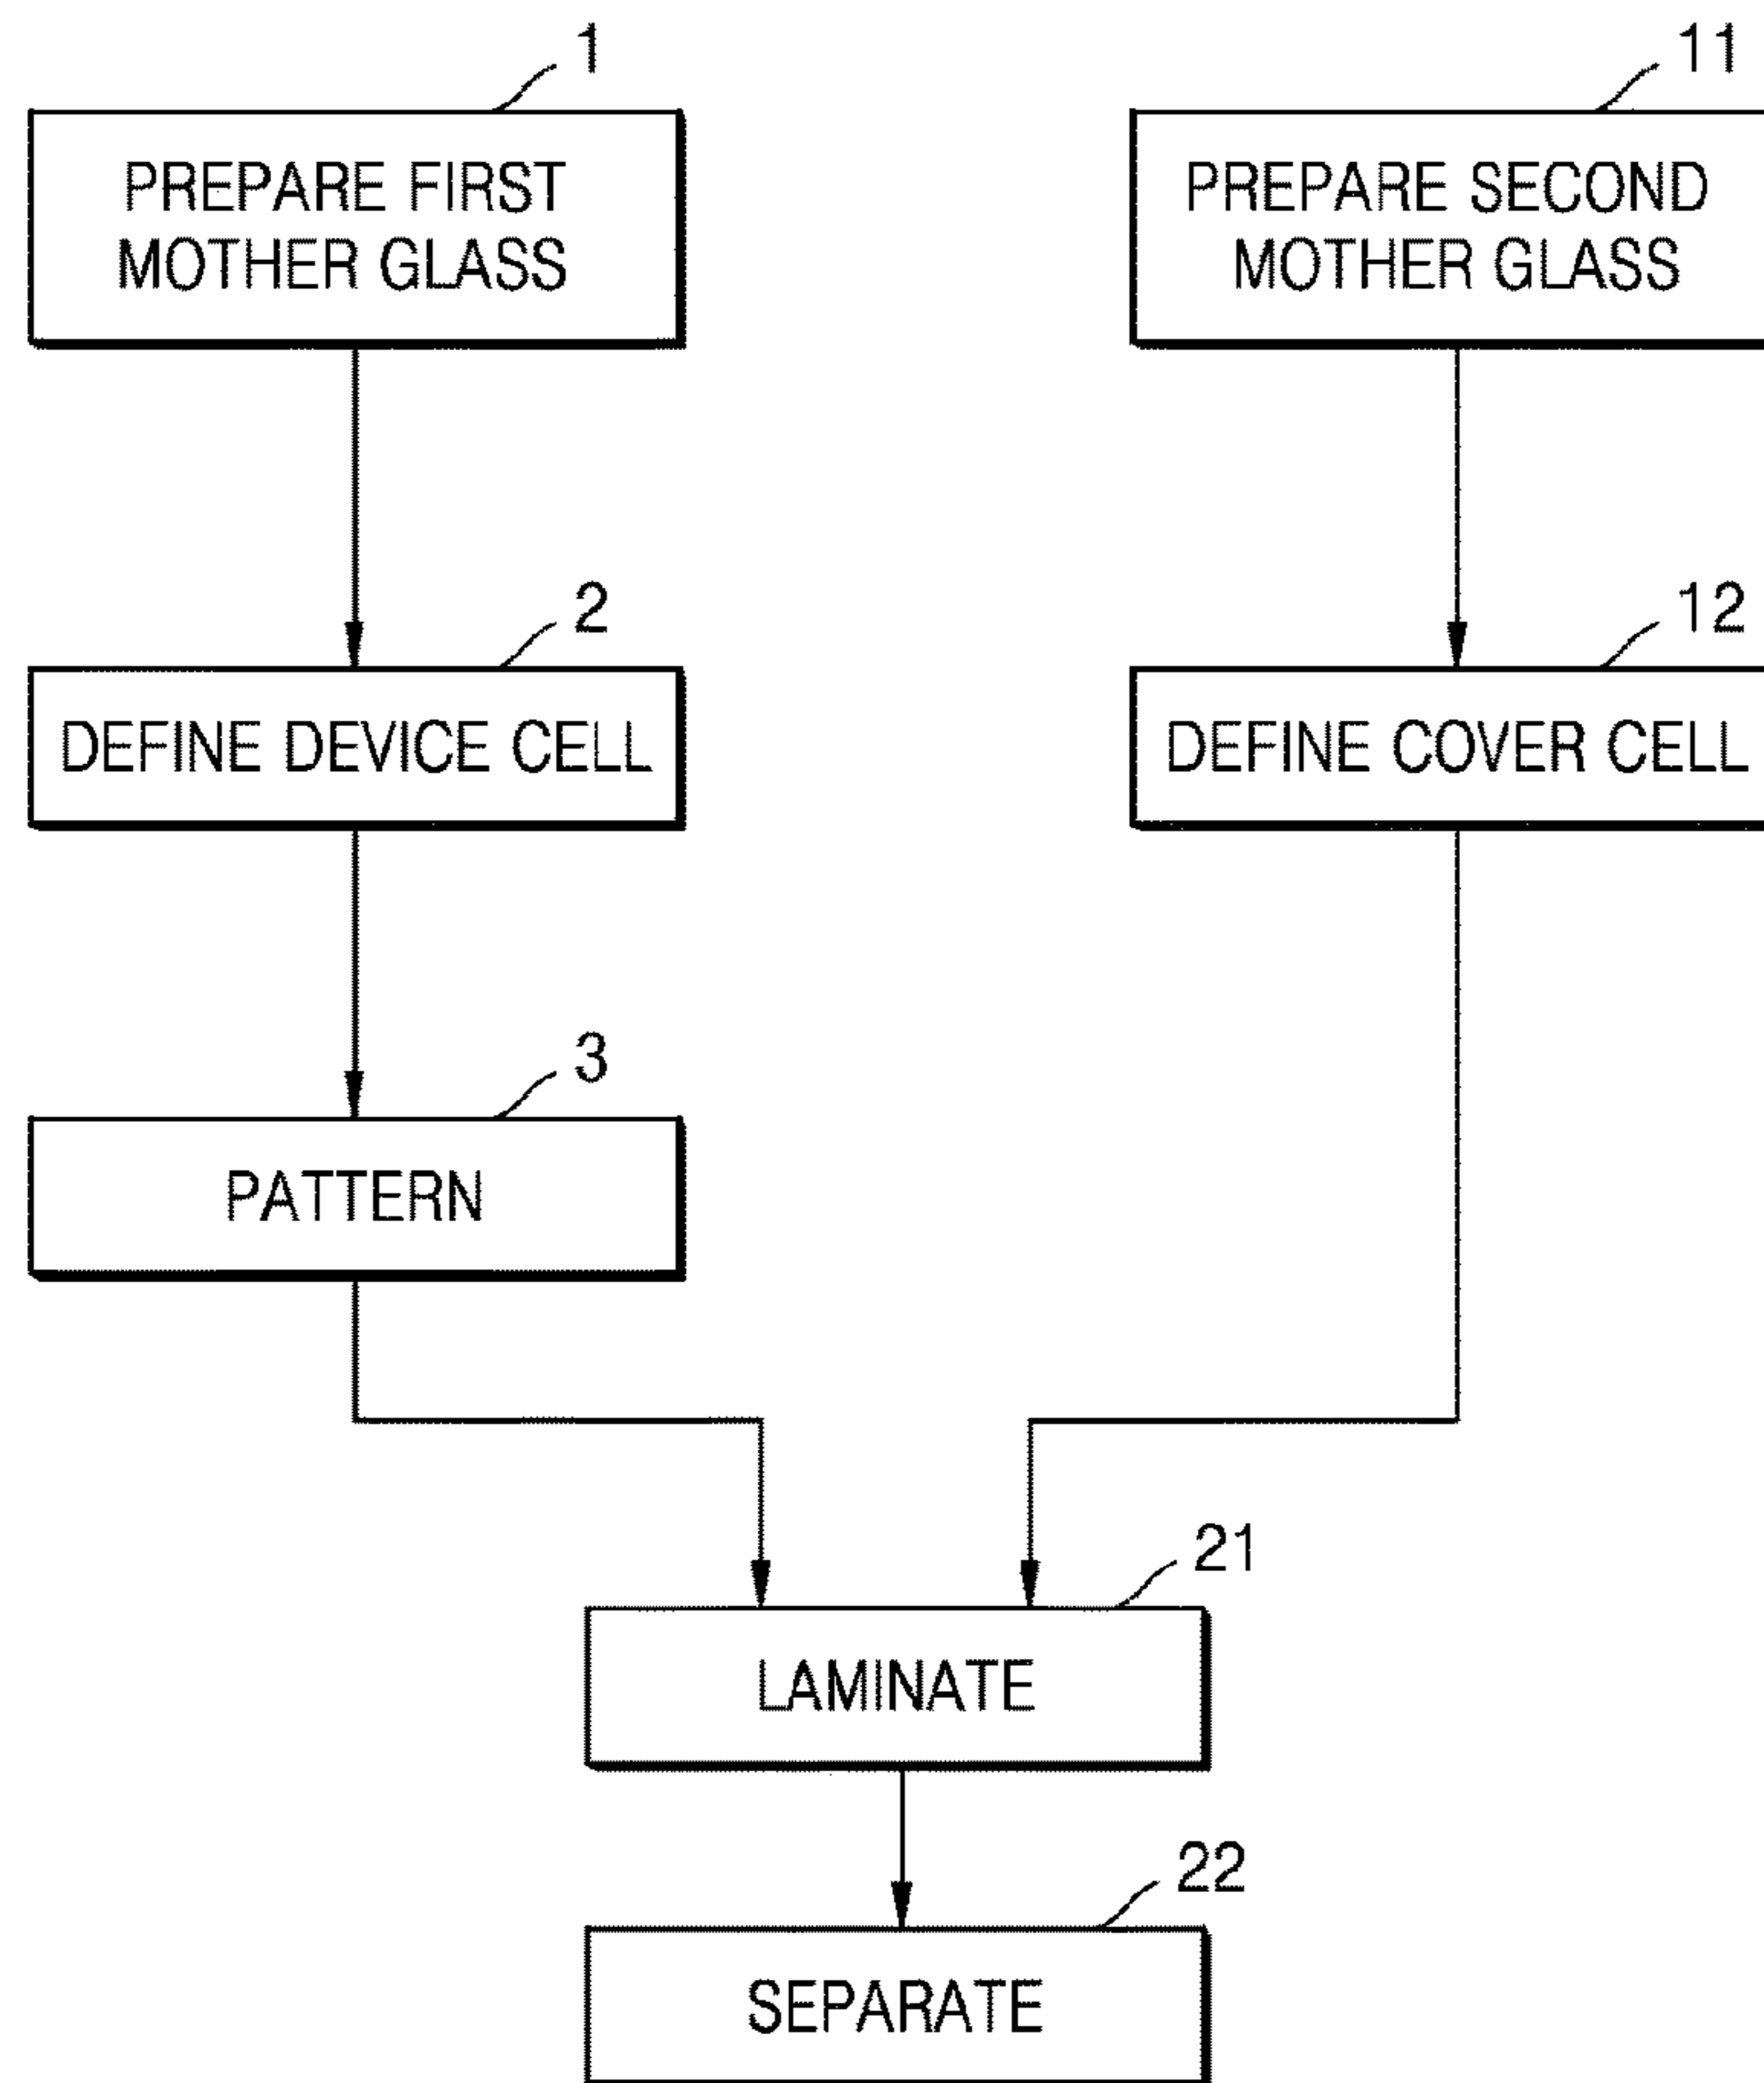 1
PREPARE FIRST
MOTHER GLASS
11
PREPARE SECOND
MOTHER GLASS
2
DEFINE DEVICE CELL
12
DEFINE COVER CELL
3
PATTERN
21
LAMINATE
22
SEPARATE